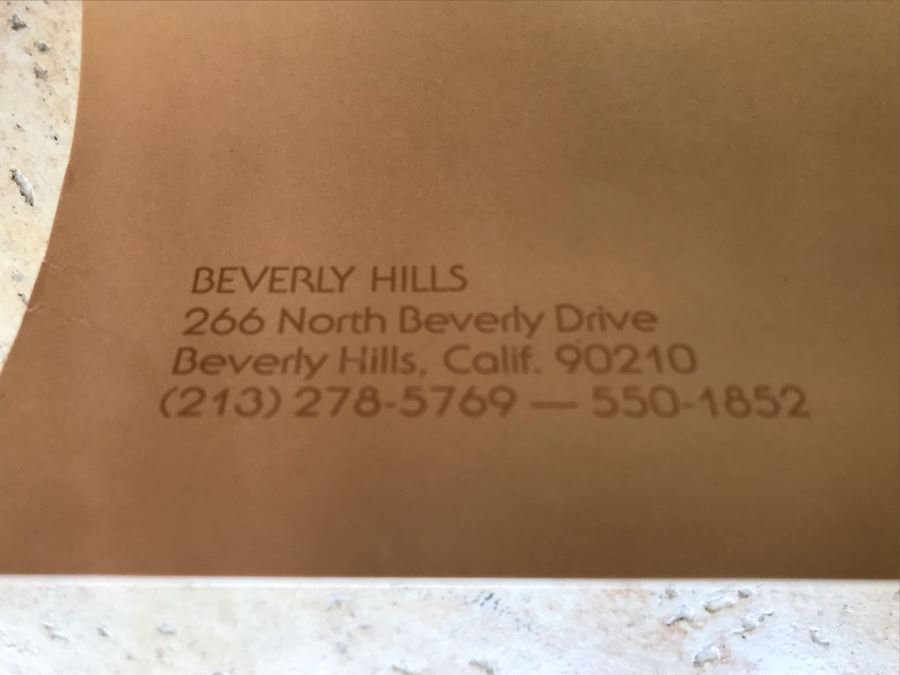 BEVERLY HILLS
266 North Beverly Drive
Beverly Hills, Calif. 90210
(213) 278-5769 — 550-1852